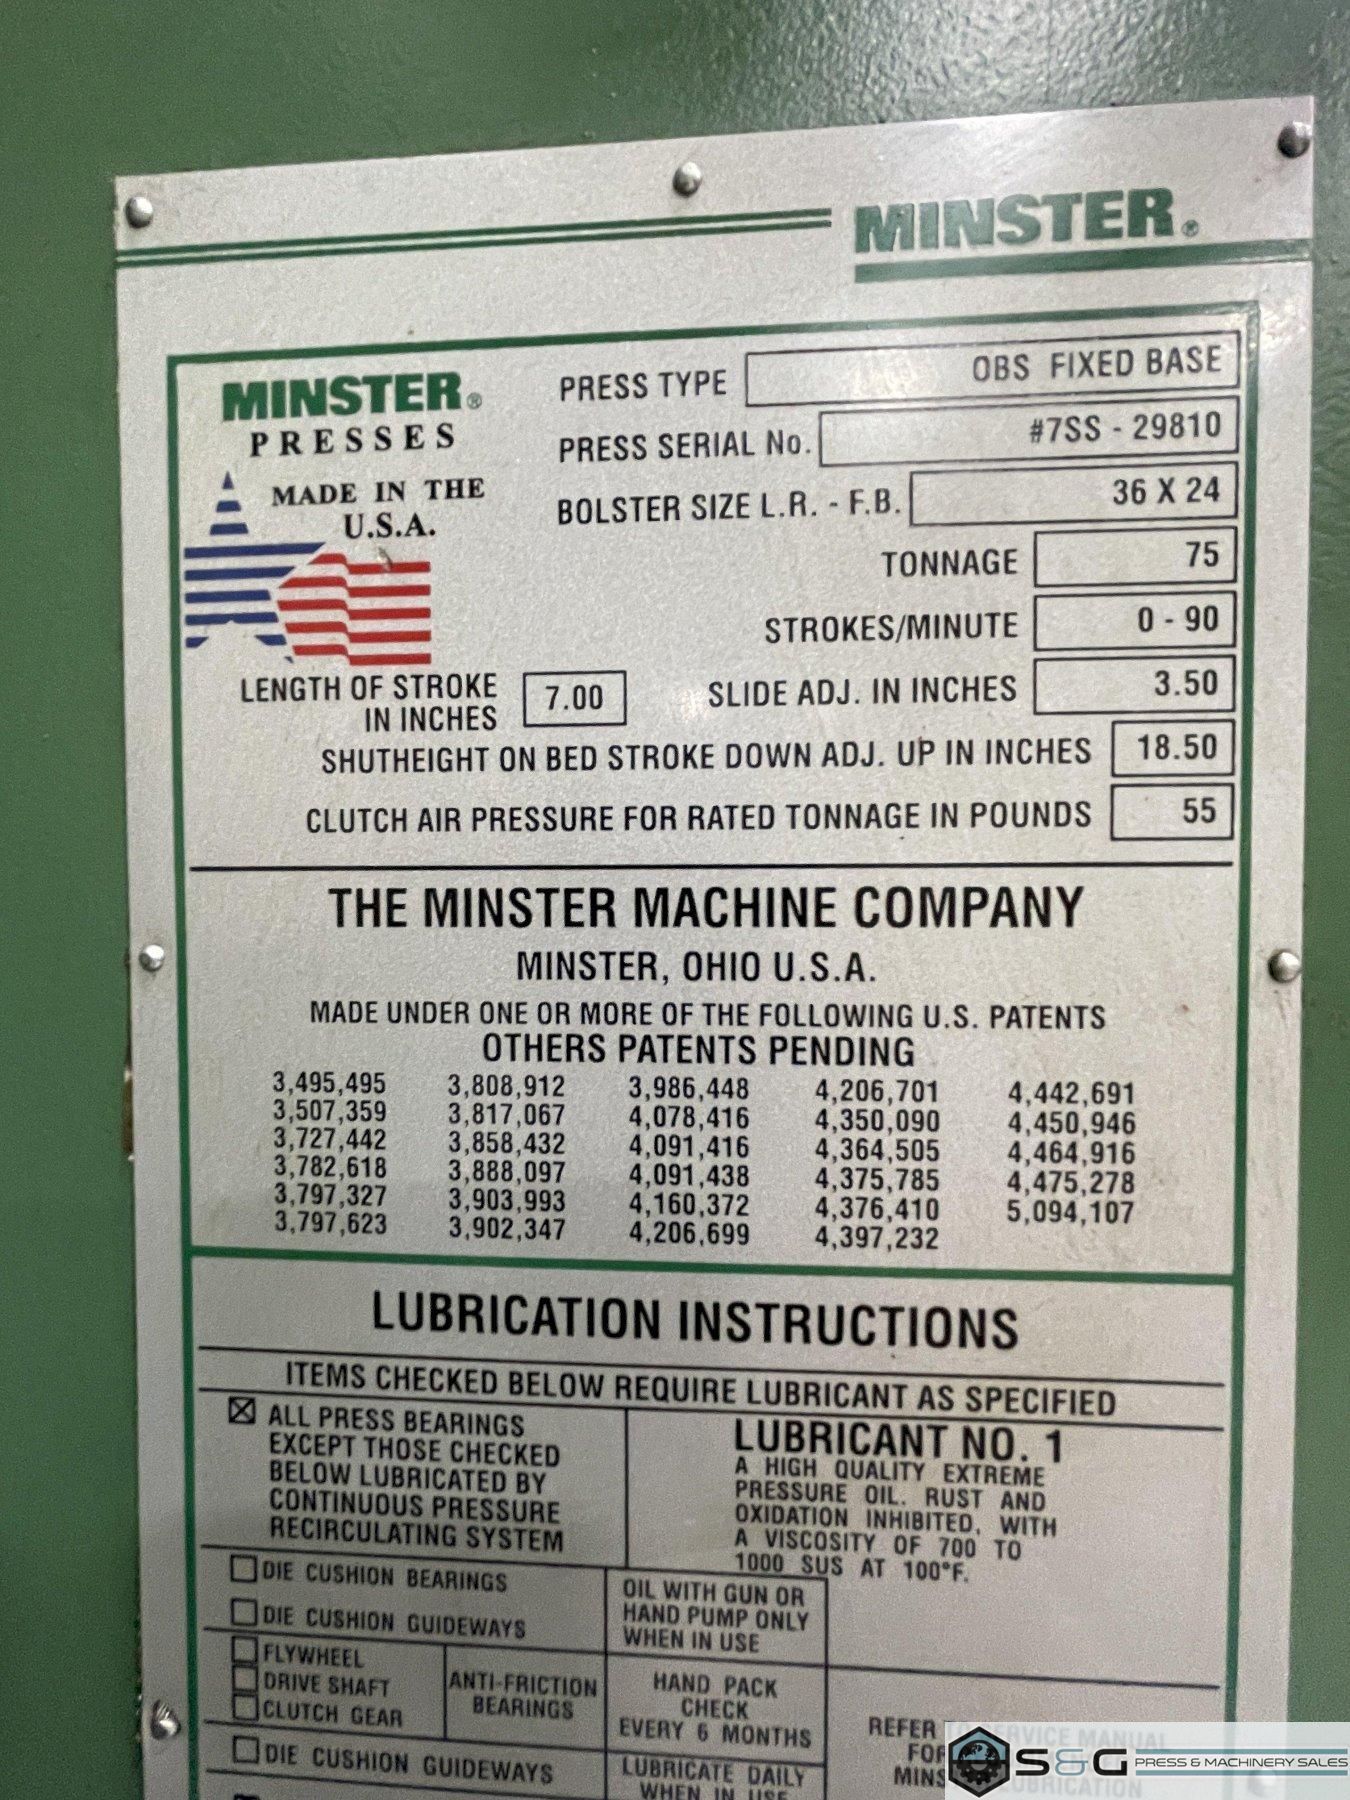 MINSTER®
MINSTER®
PRESSES
MADE IN THE
U.S.A.
PRESS TYPE OBS FIXED BASE
PRESS SERIAL No. #7SS - 29810
BOLSTER SIZE L.R. - F.B. 36 X 24
TONNAGE 75
STROKES/MINUTE 0 - 90
LENGTH OF STROKE
IN INCHES 7.00
SLIDE ADJ. IN INCHES 3.50
SHUTHEIGHT ON BED STROKE DOWN ADJ. UP IN INCHES 18.50
CLUTCH AIR PRESSURE FOR RATED TONNAGE IN POUNDS 55
THE MINSTER MACHINE COMPANY
MINSTER, OHIO U.S.A.
MADE UNDER ONE OR MORE OF THE FOLLOWING U.S. PATENTS
OTHERS PATENTS PENDING
3,495,495 3,808,912 3,986,448 4,206,701 4,442,691
3,507,359 3,817,067 4,078,416 4,350,090 4,450,946
3,727,442 3,858,432 4,091,416 4,364,505 4,464,916
3,782,618 3,888,097 4,091,438 4,375,785 4,475,278
3,797,327 3,903,993 4,160,372 4,376,410 5,094,107
3,797,623 3,902,347 4,206,699 4,397,232
LUBRICATION INSTRUCTIONS
ITEMS CHECKED BELOW REQUIRE LUBRICANT AS SPECIFIED
☒ ALL PRESS BEARINGS
EXCEPT THOSE CHECKED
BELOW LUBRICATED BY
CONTINUOUS PRESSURE
RECIRCULATING SYSTEM
LUBRICANT NO. 1
A HIGH QUALITY EXTREME
PRESSURE OIL. RUST AND
OXIDATION INHIBITED, WITH
A VISCOSITY OF 700 TO
1000 SUS AT 100°F.
☐ DIE CUSHION BEARINGS
☐ DIE CUSHION GUIDEWAYS
OIL WITH GUN OR
HAND PUMP ONLY
WHEN IN USE
☐ FLYWHEEL
☐ DRIVE SHAFT
☐ CLUTCH GEAR
ANTI-FRICTION
BEARINGS
HAND PACK
CHECK
EVERY 6 MONTHS
REFER TO SERVICE MANUAL
FOR
MINS LUBRICATION
☐ DIE CUSHION GUIDEWAYS
LUBRICATE DAILY
WHEN IN USE
S&G PRESS & MACHINERY SALES